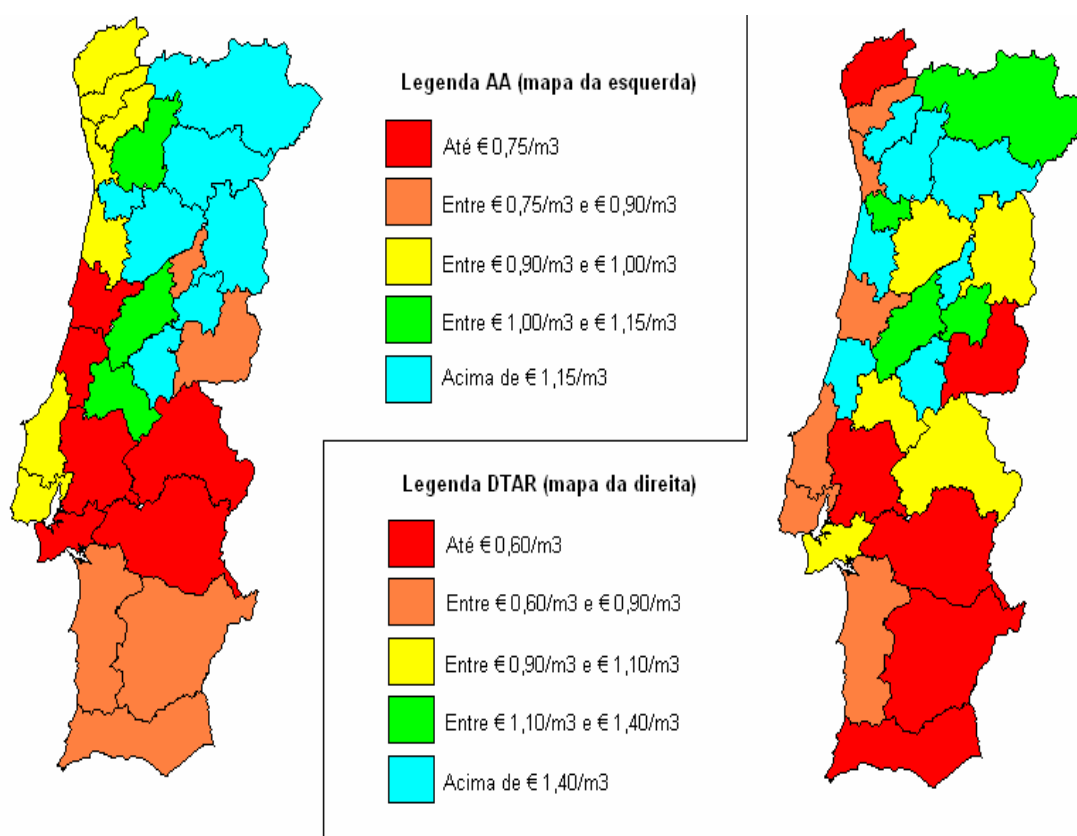 Legenda AA (mapa da esquerda)
Até € 0,75/m3
Entre € 0,75/m3 e € 0,90/m3
Entre € 0,90/m3 e € 1,00/m3
Entre € 1,00/m3 e € 1,15/m3
Acima de € 1,15/m3
Legenda DTAR (mapa da direita)
Até € 0,60/m3
Entre € 0,60/m3 e € 0,90/m3
Entre € 0,90/m3 e € 1,10/m3
Entre € 1,10/m3 e € 1,40/m3
Acima de € 1,40/m3